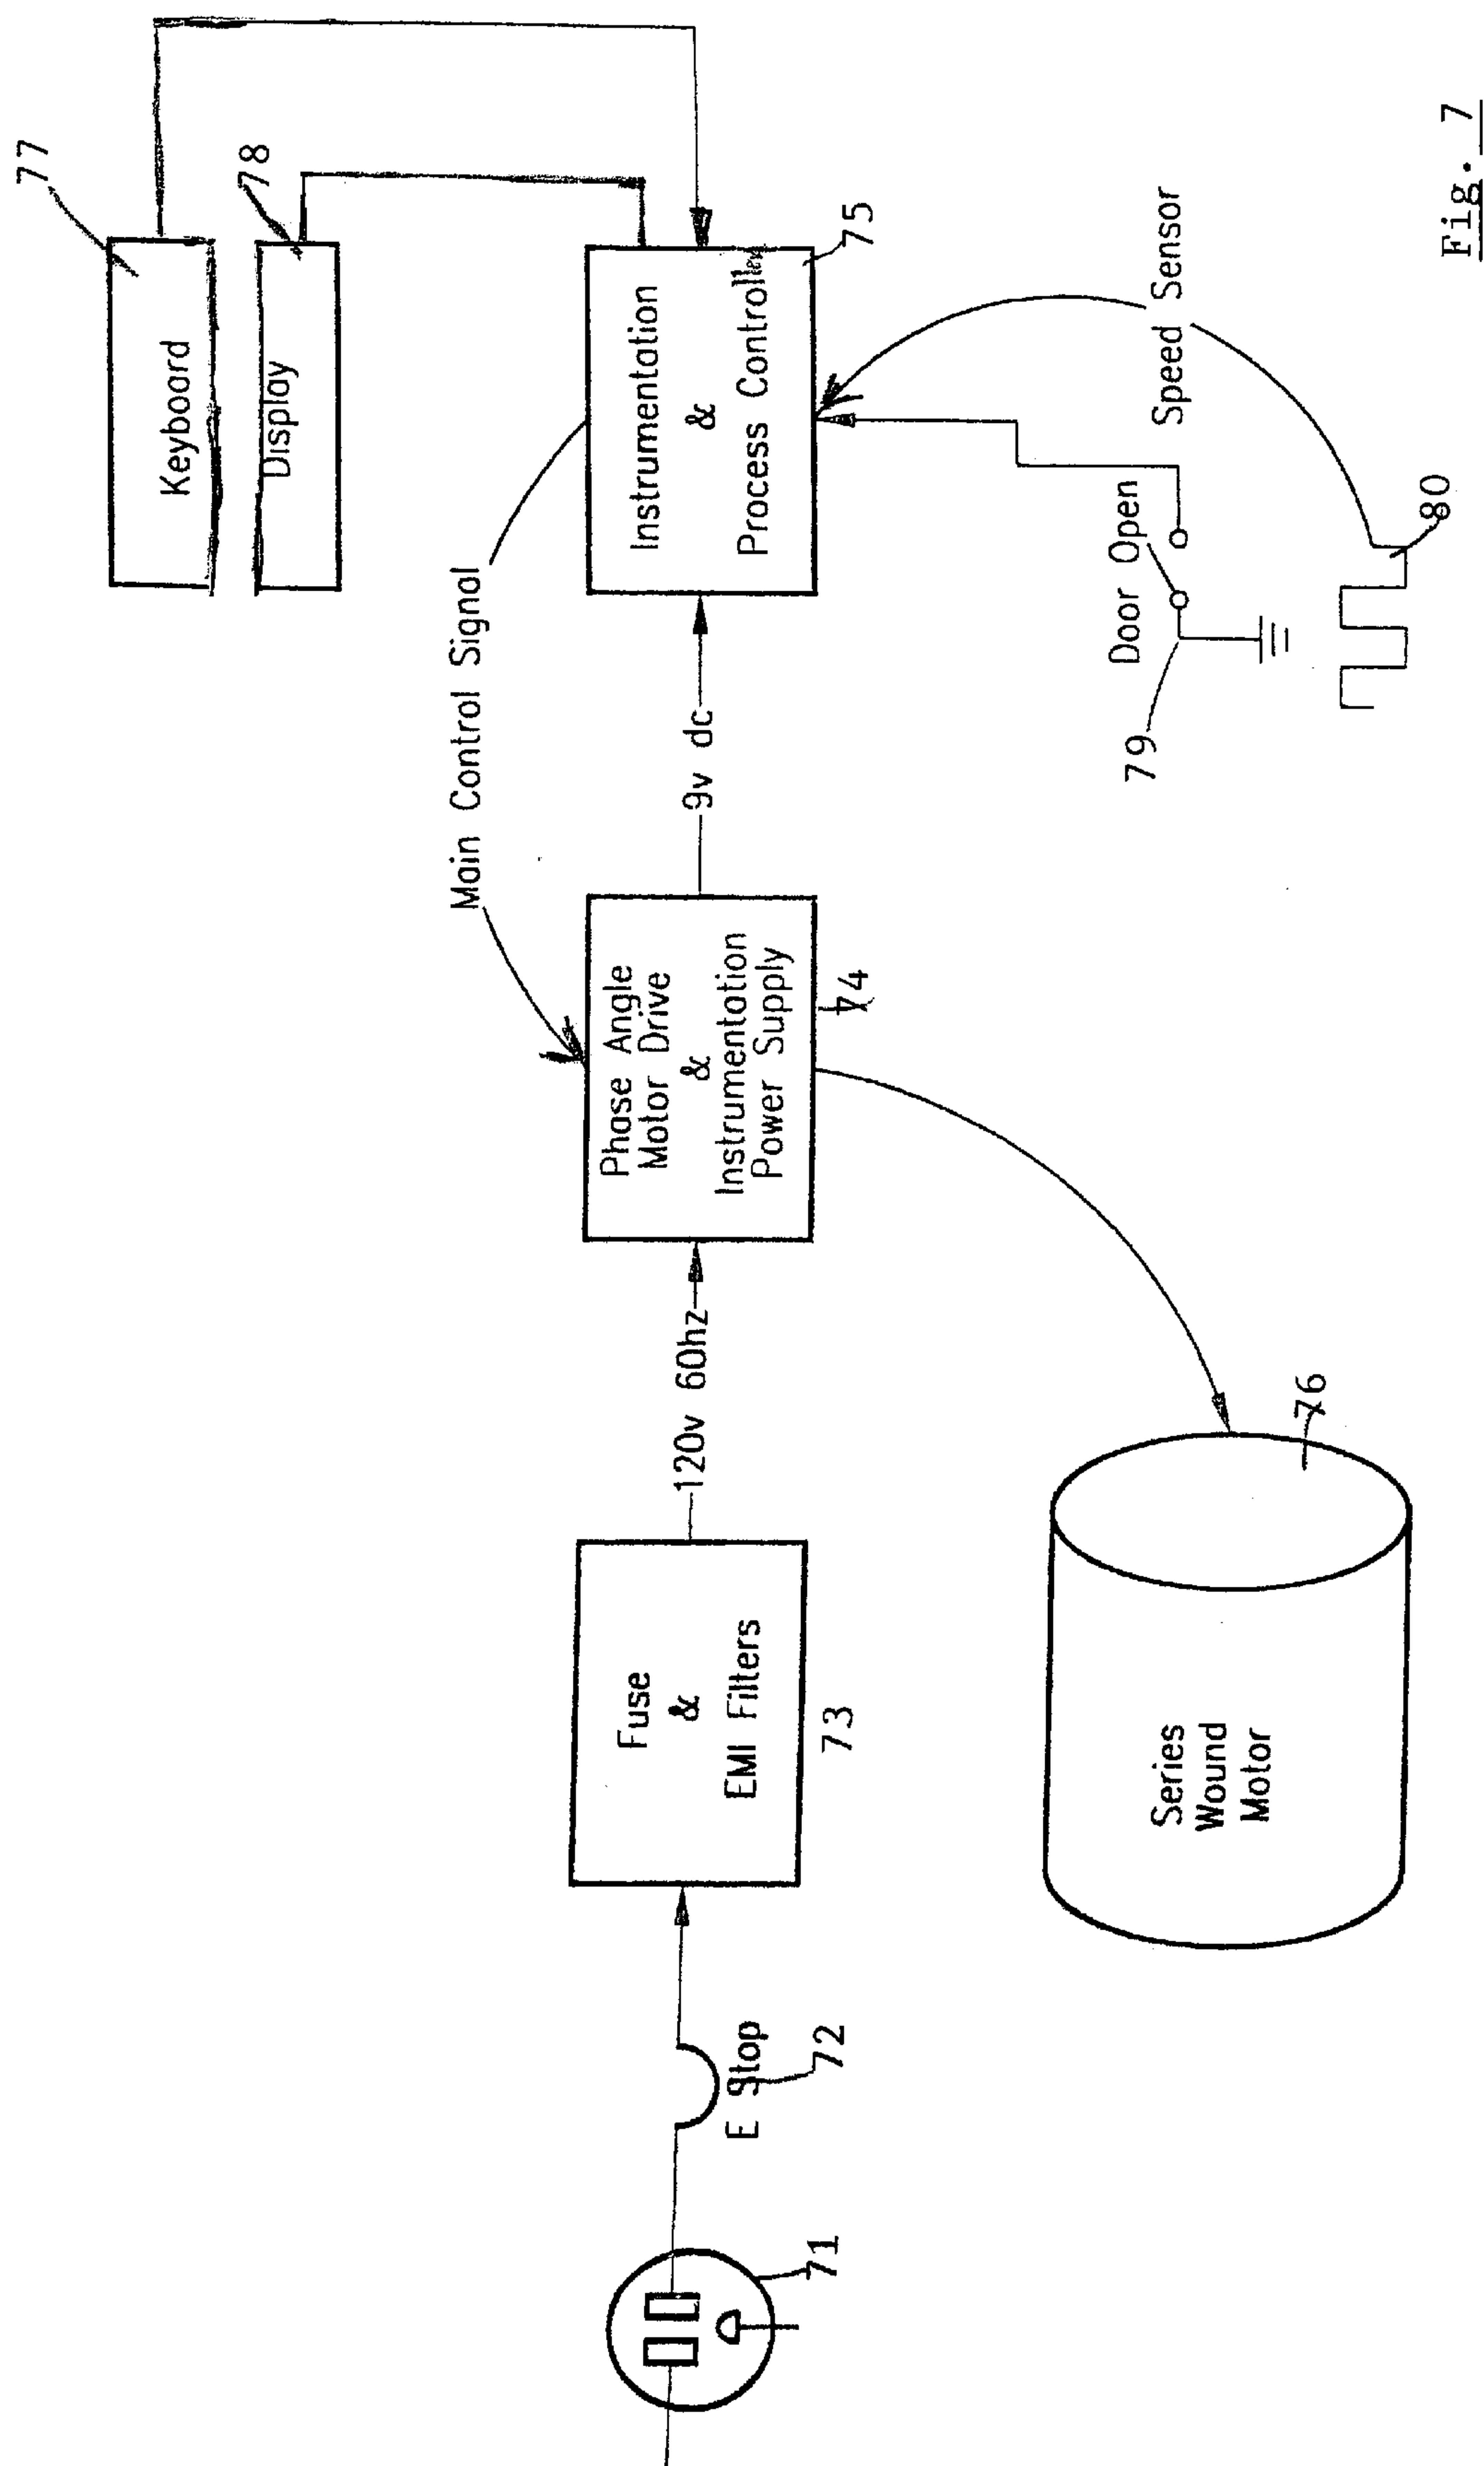 77
Keyboard
78
Display
Main Control Signal
71
E Stop
72
Fuse
&
EMI Filters
73
120v 60hz
Phase Angle
Motor Drive
&
Instrumentation
Power Supply
74
9v dc
Instrumentation
&
Process Controller
75
Series
Wound
Motor
76
Door Open
79
Speed Sensor
80
Fig. 7